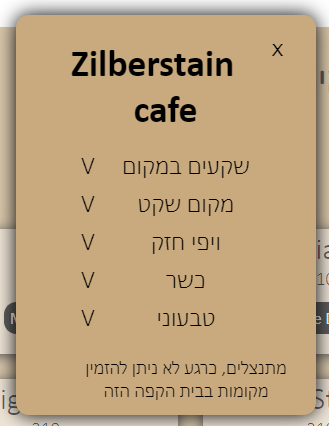 x
Zilberstain
cafe
שקעים במקום V
מקום שקט V
ויפי חזק V
כשר V
טבעוני V
מתנצלים, כרגע לא ניתן להזמין
מקומות בבית הקפה הזה